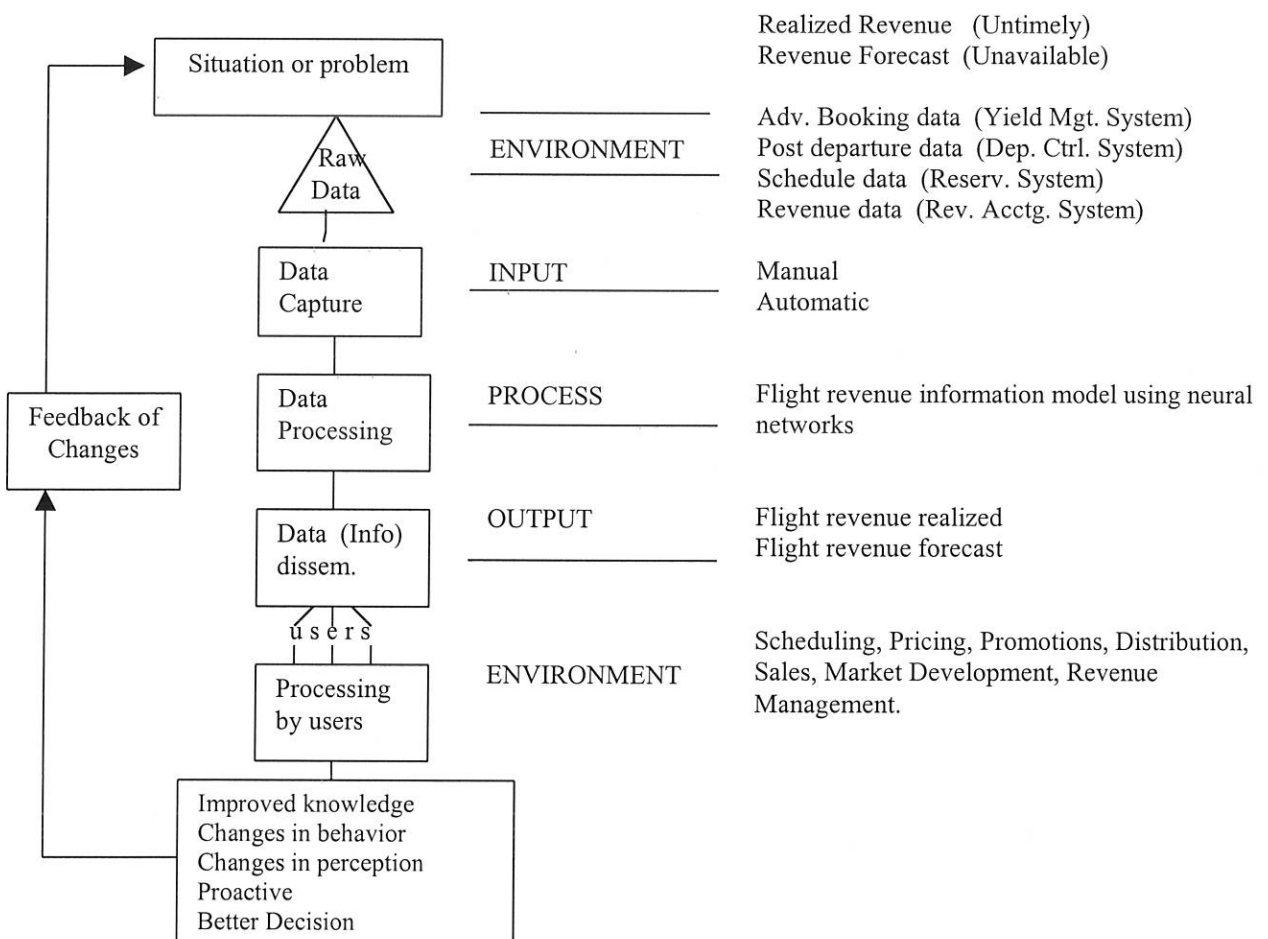 Realized Revenue (Untimely)
Revenue Forecast (Unavailable)
Situation or problem
Raw
Data
ENVIRONMENT
Adv. Booking data (Yield Mgt. System)
Post departure data (Dep. Ctrl. System)
Schedule data (Reserv. System)
Revenue data (Rev. Acctg. System)
Data
Capture
INPUT
Manual
Automatic
Feedback of
Changes
Data
Processing
PROCESS
Flight revenue information model using neural
networks
Data (Info)
dissem.
OUTPUT
Flight revenue realized
Flight revenue forecast
u s e r s
Processing
by users
ENVIRONMENT
Scheduling, Pricing, Promotions, Distribution,
Sales, Market Development, Revenue
Management.
Improved knowledge
Changes in behavior
Changes in perception
Proactive
Better Decision